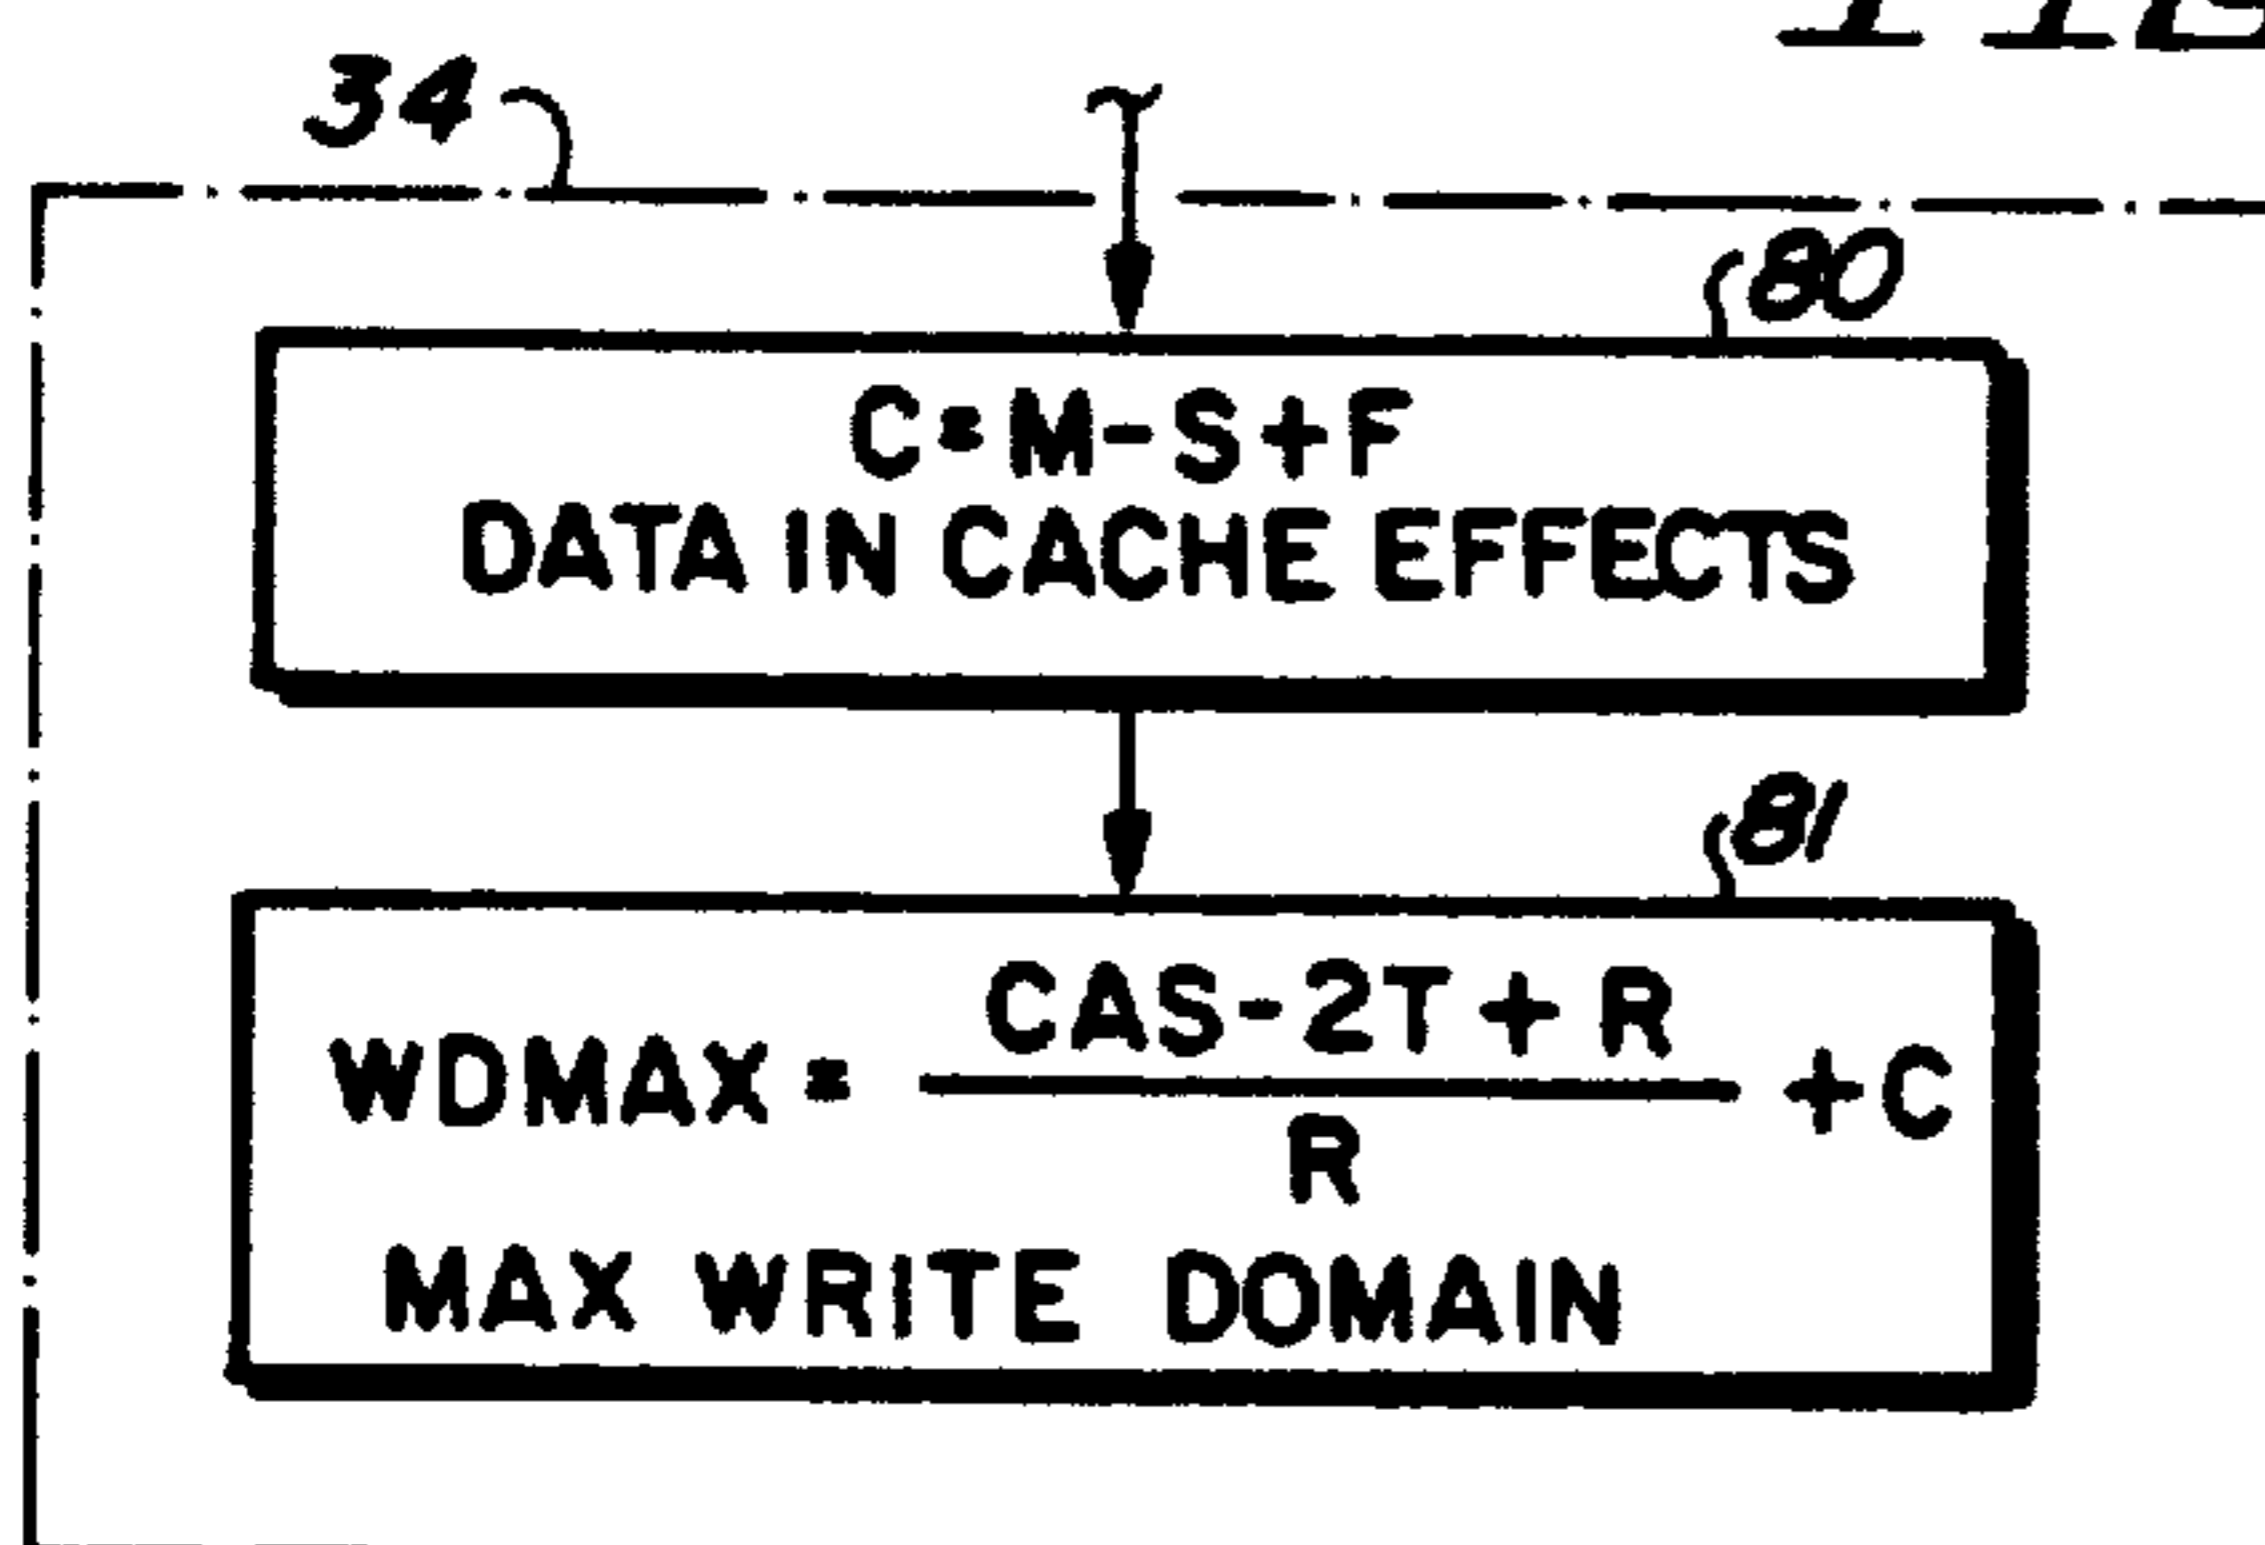 34
80
C=M-S+F
DATA IN CACHE EFFECTS
81
WDMAX = CAS-2T+R / R +C
MAX WRITE DOMAIN